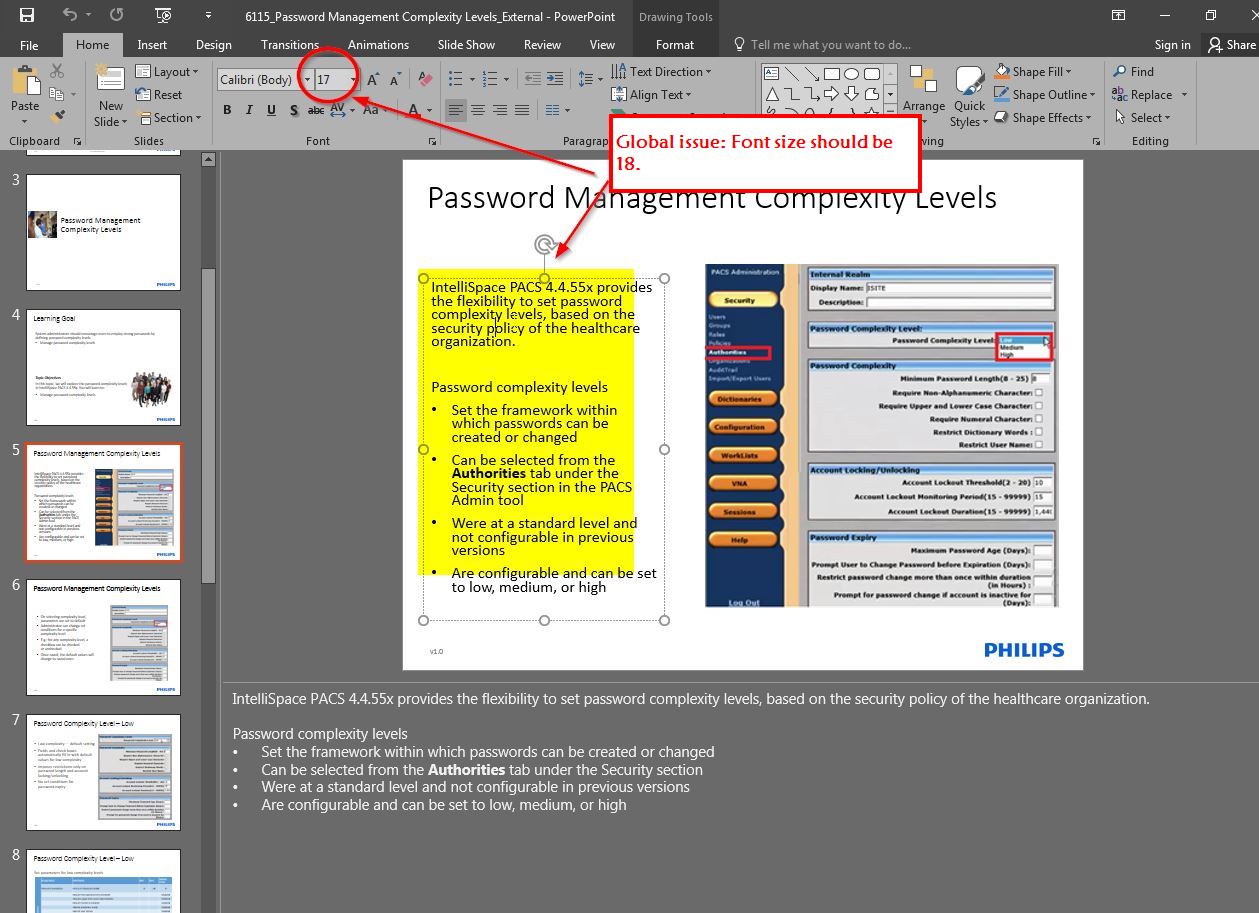 6115_Password Management Complexity Levels_External - PowerPoint
Drawing Tools
File Home Insert Design Transitions Animations Slide Show Review View Format Tell me what you want to do... Sign in Share
Paste
Clipboard
New Slide
Layout
Reset
Section
Slides
Calibri (Body) 17
B I U S abc AV Aa A
Font
Text Direction
Align Text
Paragrap
Arrange
Quick Styles
Shape Fill
Shape Outline
Shape Effects
wing
Find
Replace
Select
Editing
Global issue: Font size should be
18.
3
Password Management
Complexity Levels
PHILIPS
4
Learning Goal
Topic Objectives
PHILIPS
5
Password Management Complexity Levels
PHILIPS
6
Password Management Complexity Levels
PHILIPS
7
Password Complexity Level – Low
PHILIPS
8
Password Complexity Level – Low
Password Management Complexity Levels
IntelliSpace PACS 4.4.55x provides
the flexibility to set password
complexity levels, based on the
security policy of the healthcare
organization.
Password complexity levels
• Set the framework within
which passwords can be
created or changed
• Can be selected from the
Authorities tab under the
Security section in the PACS
Admin tool
• Were at a standard level and
not configurable in previous
versions
• Are configurable and can be set
to low, medium, or high
v1.0
PACS Administration
Security
Users
Groups
Roles
Policies
Authorities
AuditTrail
Import/Export Users
Dictionaries
Configuration
WorkLists
VNA
Sessions
Help
Log Out
Internal Realm
Display Name: ISITE
Description:
Password Complexity Level:
Password Complexity Level: Low
Medium
High
Password Complexity
Minimum Password Length(8 - 25) 8
Require Non-Alphanumeric Character:
Require Upper and Lower Case Character:
Require Numeral Character:
Restrict Dictionary Words :
Restrict User Name:
Account Locking/Unlocking
Account Lockout Threshold(2 - 20) 10
Account Lockout Monitoring Period(15 - 99999) 15
Account Lockout Duration(15 - 99999) 1,440
Password Expiry
Maximum Password Age (Days):
Prompt User to Change Password before Expiration (Days):
Restrict password change more than once within duration
(in Hours) :
Prompt for password change if account is inactive for
(Days):
PHILIPS
IntelliSpace PACS 4.4.55x provides the flexibility to set password complexity levels, based on the security policy of the healthcare organization.
Password complexity levels
• Set the framework within which passwords can be created or changed
• Can be selected from the Authorities tab under the Security section
• Were at a standard level and not configurable in previous versions
• Are configurable and can be set to low, medium, or high